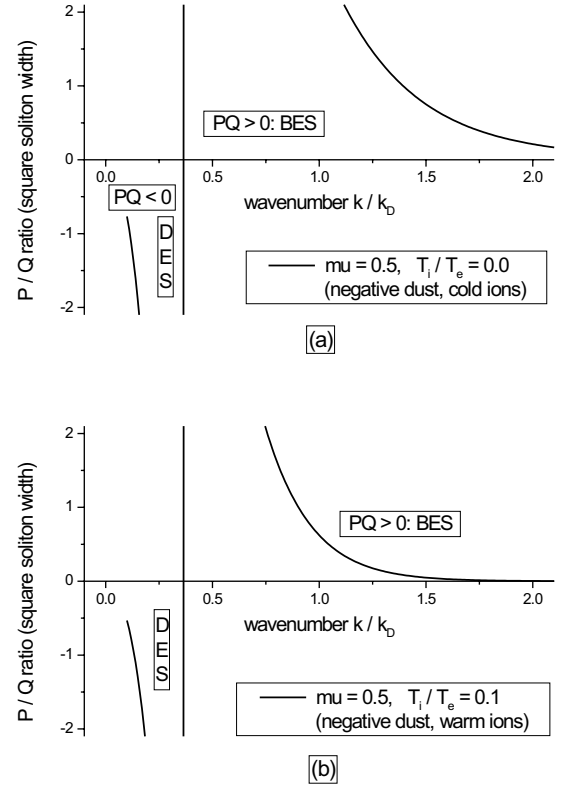 2
1
0
-1
-2
P / Q ratio (square soliton width)
PQ > 0: BES
0.0
0.5
1.0
1.5
2.0
wavenumber k / k_D
PQ < 0
D
E
S
mu = 0.5, T_i / T_e = 0.0
(negative dust, cold ions)
(a)
2
1
0
-1
-2
P / Q ratio (square soliton width)
PQ > 0: BES
0.0
0.5
1.0
1.5
2.0
wavenumber k / k_D
D
E
S
mu = 0.5, T_i / T_e = 0.1
(negative dust, warm ions)
(b)